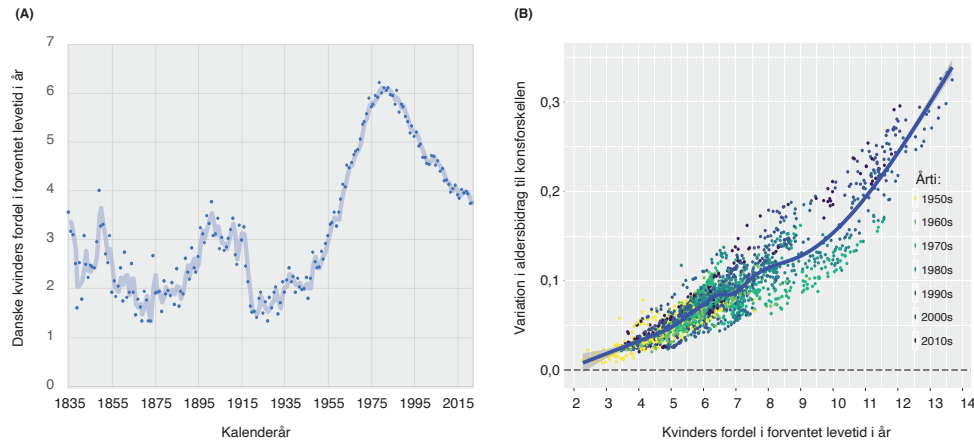 (A)
Danske kvinders fordel i forventet levetid i år
7
6
5
4
3
2
1
0
1835 1855 1875 1895 1915 1935 1955 1975 1995 2015
Kalenderår
(B)
Variation i aldersbidrag til kønsforskellen
0,3
0,2
0,1
0,0
2 3 4 5 6 7 8 9 10 11 12 13 14
Kvinders fordel i forventet levetid i år
Årti:
1950s
1960s
1970s
1980s
1990s
2000s
2010s